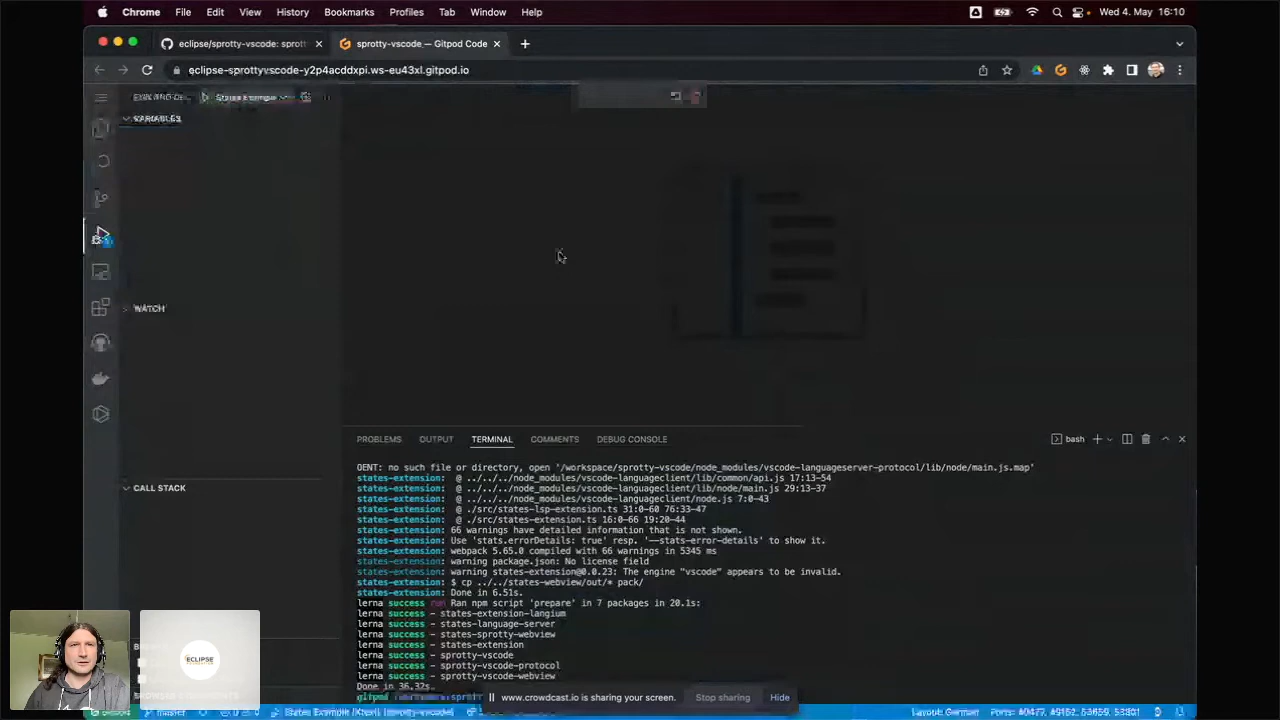 Chrome File Edit View History Bookmarks Profiles Tab Window Help Wed 4. May 16:10
eclipse/sprotty-vscode: sprott sprotty-vscode — Gitpod Code
eclipse-sprottyvscode-y2p4acddxpi.ws-eu43xl.gitpod.io
States Example
VARIABLES
WATCH
CALL STACK
PROBLEMS OUTPUT TERMINAL COMMENTS DEBUG CONSOLE bash
OENT: no such file or directory, open '/workspace/sprotty-vscode/node_modules/vscode-languageserver-protocol/lib/node/main.js.map'
states-extension: @ ../../../node_modules/vscode-languageclient/lib/common/api.js 17:13-54
states-extension: @ ../../../node_modules/vscode-languageclient/lib/node/main.js 29:13-37
states-extension: @ ../../../node_modules/vscode-languageclient/node.js 7:0-43
states-extension: @ ./src/states-lsp-extension.ts 31:0-60 76:33-47
states-extension: @ ./src/states-extension.ts 16:0-66 19:20-44
states-extension: 66 warnings have detailed information that is not shown.
states-extension: Use 'stats.errorDetails: true' resp. '--stats-error-details' to show it.
states-extension: webpack 5.65.0 compiled with 66 warnings in 5345 ms
states-extension: warning package.json: No license field
states-extension: warning states-extension@0.0.23: The engine "vscode" appears to be invalid.
states-extension: $ cp ../../states-webview/out/* pack/
states-extension: Done in 6.51s.
lerna success run Ran npm script 'prepare' in 7 packages in 20.1s:
lerna success - states-extension-langium
lerna success - states-language-server
lerna success - states-sprotty-webview
lerna success - states-extension
lerna success - sprotty-vscode
lerna success - sprotty-vscode-protocol
lerna success - sprotty-vscode-webview
Done in 36.32s.
gitpod
www.crowdcast.io is sharing your screen. Stop sharing Hide
ECLIPSE
FOUNDATION
master States Example Layout: German